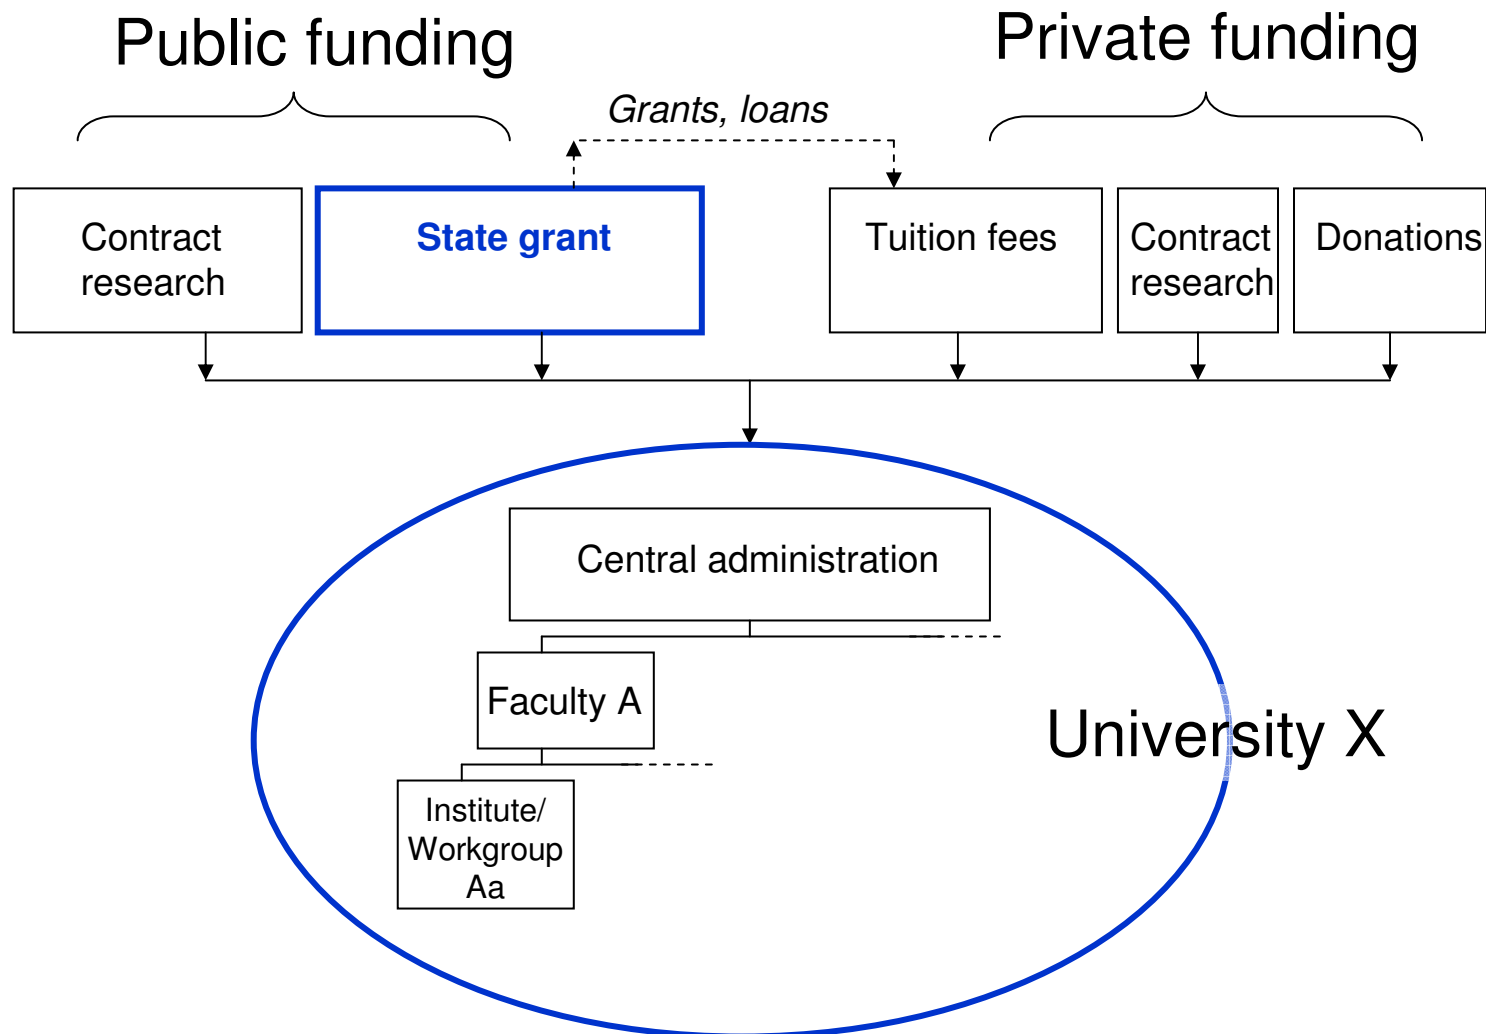 Public funding
Private funding
Grants, loans
Contract
research
State grant
Tuition fees
Contract
research
Donations
Central administration
Faculty A
University X
Institute/
Workgroup
Aa